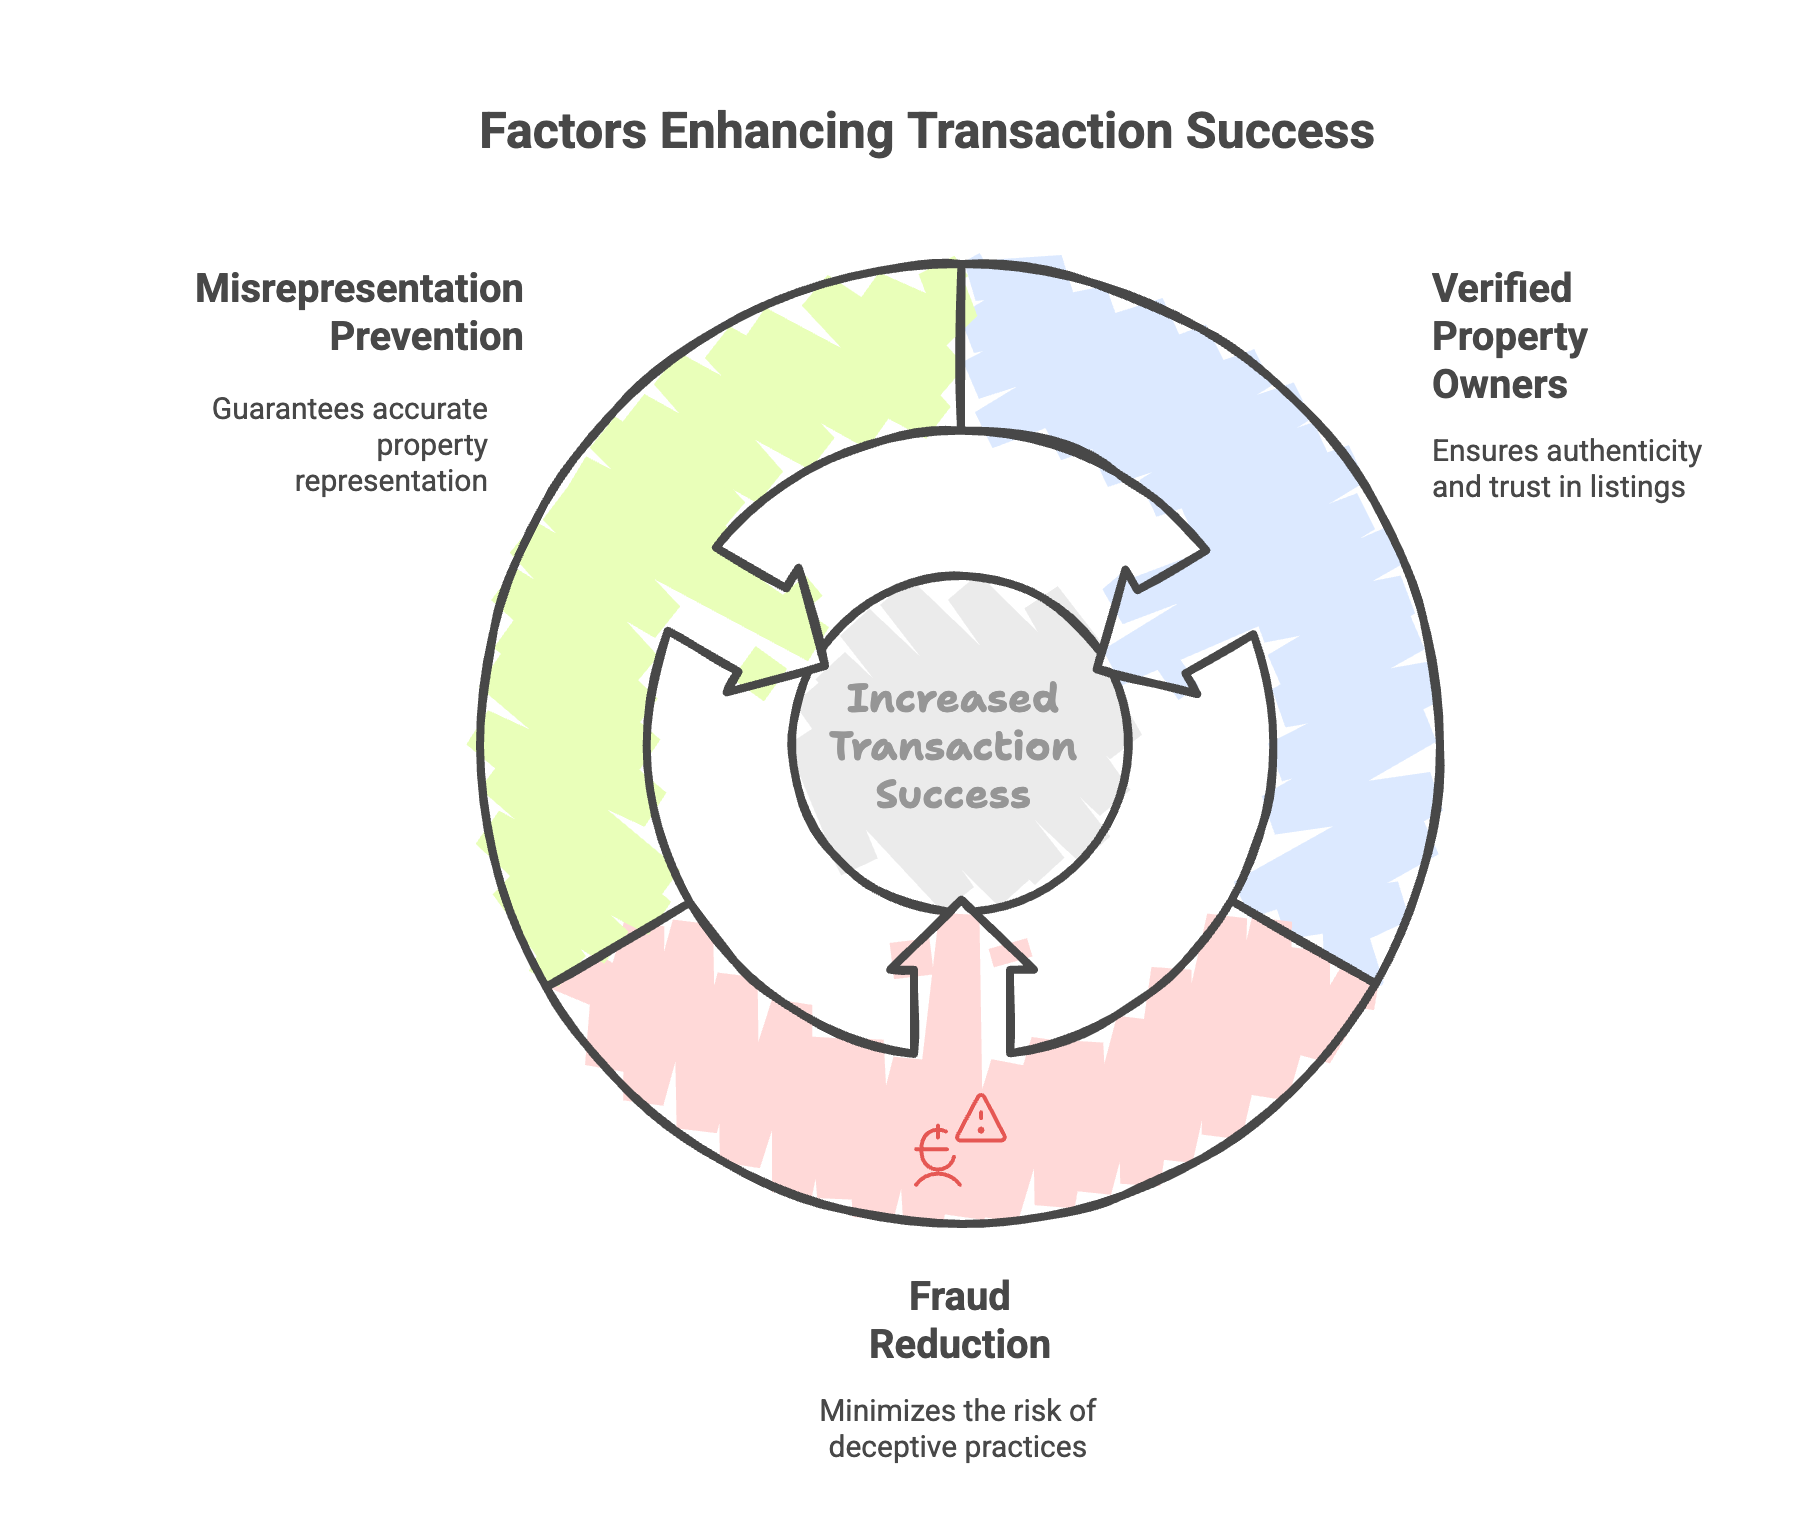 Factors Enhancing Transaction Success
Misrepresentation
Prevention
Guarantees accurate
property
representation
Verified
Property
Owners
Ensures authenticity
and trust in listings
Increased
Transaction
Success
Fraud
Reduction
Minimizes the risk of
deceptive practices